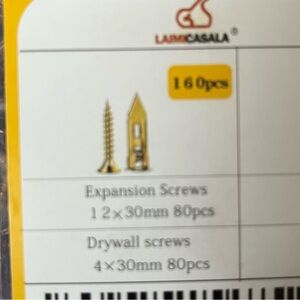 LAIMICASALA®
160pcs
Expansion Screws
12×30mm 80pcs
Drywall screws
4×30mm 80pcs